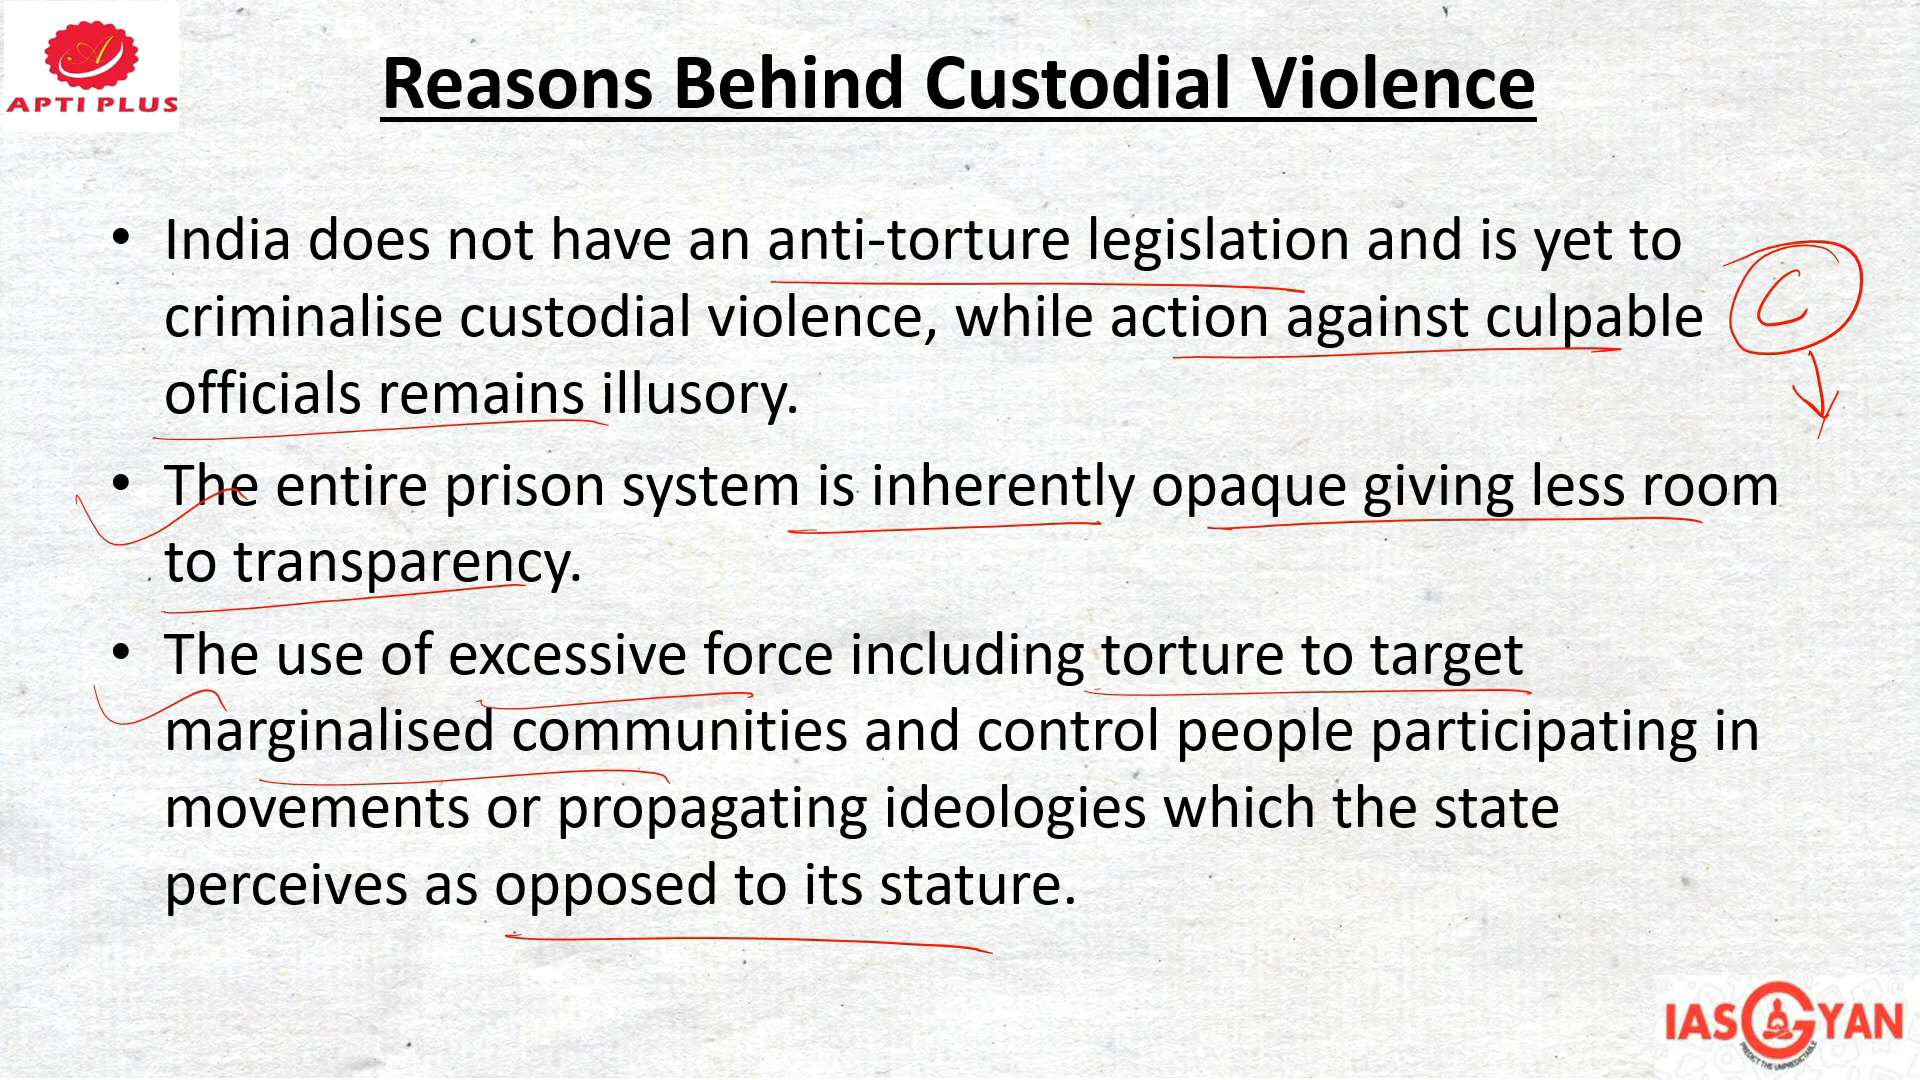 A
APTI PLUS
Reasons Behind Custodial Violence
• India does not have an anti-torture legislation and is yet to
criminalise custodial violence, while action against culpable
officials remains illusory.
C
• The entire prison system is inherently opaque giving less room
to transparency.
• The use of excessive force including torture to target
marginalised communities and control people participating in
movements or propagating ideologies which the state
perceives as opposed to its stature.
IAS GYAN
PREDICT THE UNPREDICTABLE